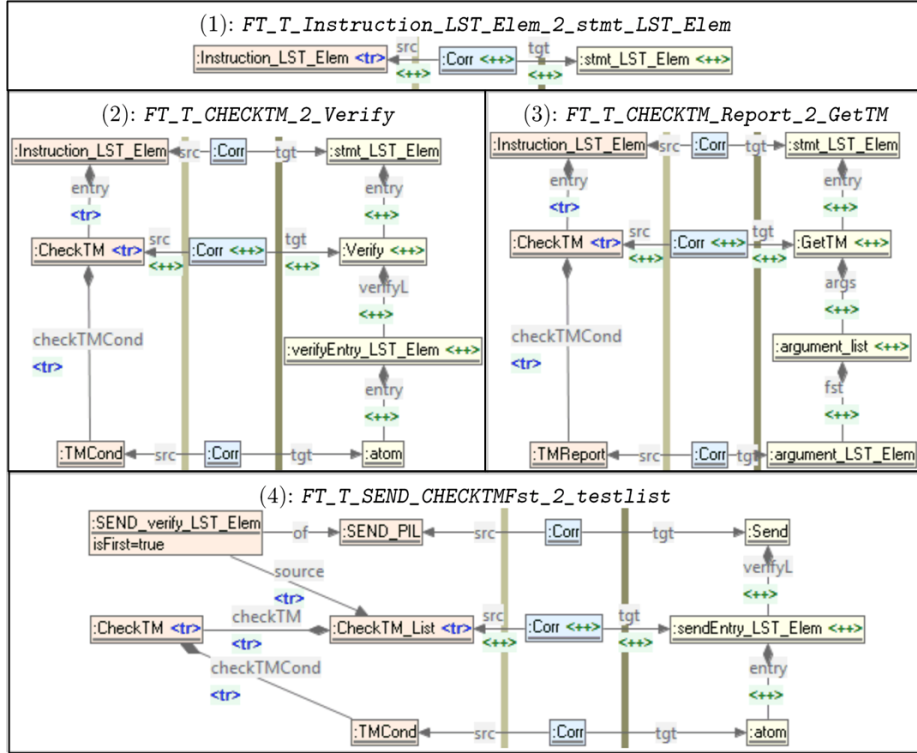 (1): FT_T_Instruction_LST_Elem_2_stmt_LST_Elem
src tgt
:Instruction_LST_Elem <tr> :Corr <++> :stmt_LST_Elem <++>
<++> <++>
(2): FT_T_CHECKTM_2_Verify
:Instruction_LST_Elem src :Corr tgt :stmt_LST_Elem
entry entry
<tr> <++>
src tgt
:CheckTM <tr> :Corr <++> :Verify <++>
<++> <++>
verifyL
<++>
checkTMCond
<tr>
:verifyEntry_LST_Elem <++>
entry
<++>
:TMCond src :Corr tgt :atom
(3): FT_T_CHECKTM_Report_2_GetTM
:Instruction_LST_Elem src :Corr tgt :stmt_LST_Elem
entry entry
<tr> <++>
src tgt
:CheckTM <tr> :Corr <++> :GetTM <++>
<++> <++>
args
<++>
checkTMCond
<tr>
:argument_list <++>
fst
<++>
:TMReport src :Corr tgt :argument_LST_Elem
(4): FT_T_SEND_CHECKTMFst_2_testlist
:SEND_verify_LST_Elem
isFirst=true
of :SEND_PIL src :Corr tgt :Send
source verifyL
<tr> <++>
checkTM src tgt
:CheckTM <tr> :CheckTM_List <tr> :Corr <++> :sendEntry_LST_Elem <++>
<tr> <++> <++>
checkTMCond entry
<tr> <++>
:TMCond src :Corr tgt :atom